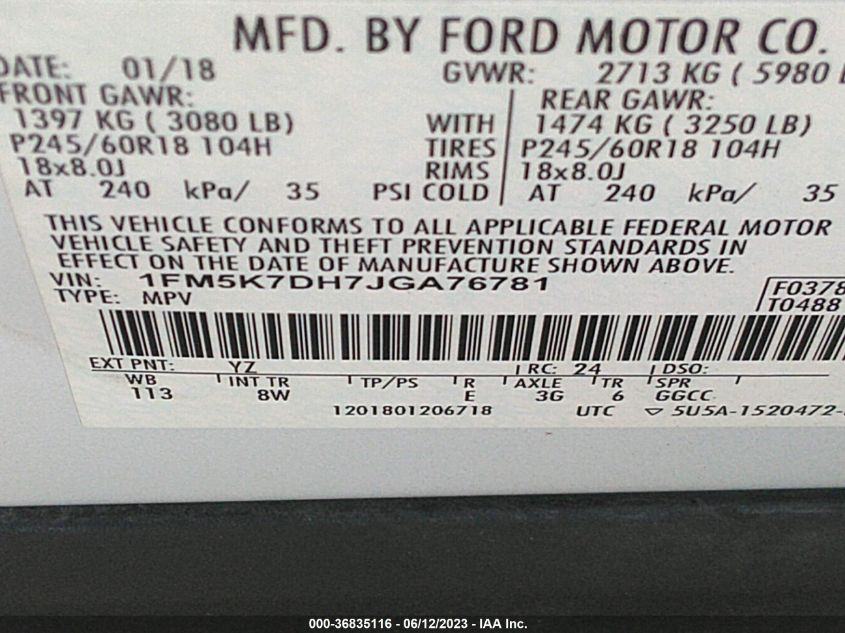 MFD. BY FORD MOTOR CO.
DATE: 01/18 GVWR: 2713 KG ( 5980 L
FRONT GAWR: REAR GAWR:
1397 KG ( 3080 LB) WITH 1474 KG ( 3250 LB)
P245/60R18 104H TIRES P245/60R18 104H
18x8.0J RIMS 18x8.0J
AT 240 kPa/ 35 PSI COLD AT 240 kPa/ 35
THIS VEHICLE CONFORMS TO ALL APPLICABLE FEDERAL MOTOR
VEHICLE SAFETY AND THEFT PREVENTION STANDARDS IN
EFFECT ON THE DATE OF MANUFACTURE SHOWN ABOVE.
VIN: 1FM5K7DH7JGA76781 F0378
TYPE: MPV T0488
EXT PNT: YZ RC: 24 DSO:
WB INT TR TP/PS R AXLE TR SPR
113 8W E 3G 6 GGCC
1201801206718 UTC ▽ 5U5A-1520472-
000-36835116 - 06/12/2023 - IAA Inc.